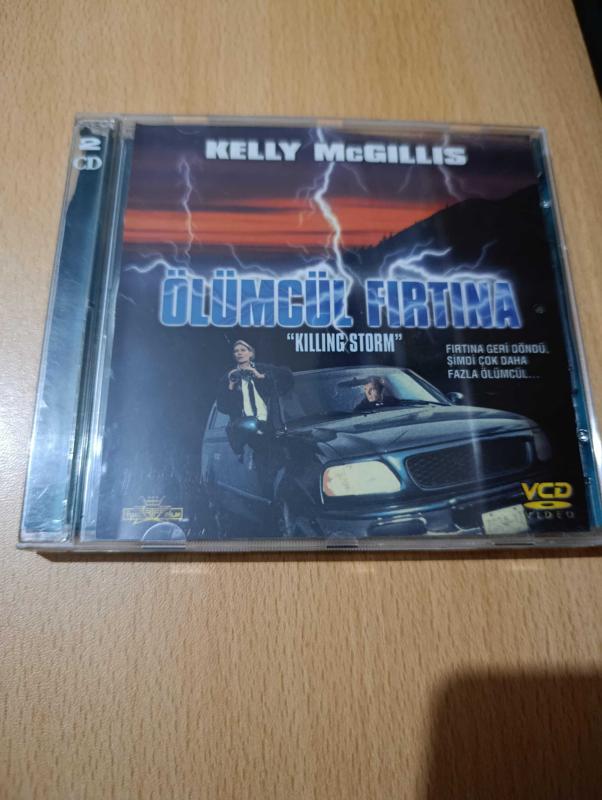 2
CD
KELLY McGILLIS
ÖLÜMCÜL FIRTINA
"KILLING STORM"
FIRTINA GERİ DÖNDÜ,
ŞİMDİ ÇOK DAHA
FAZLA ÖLÜMCÜL...
VCD
VIDEO